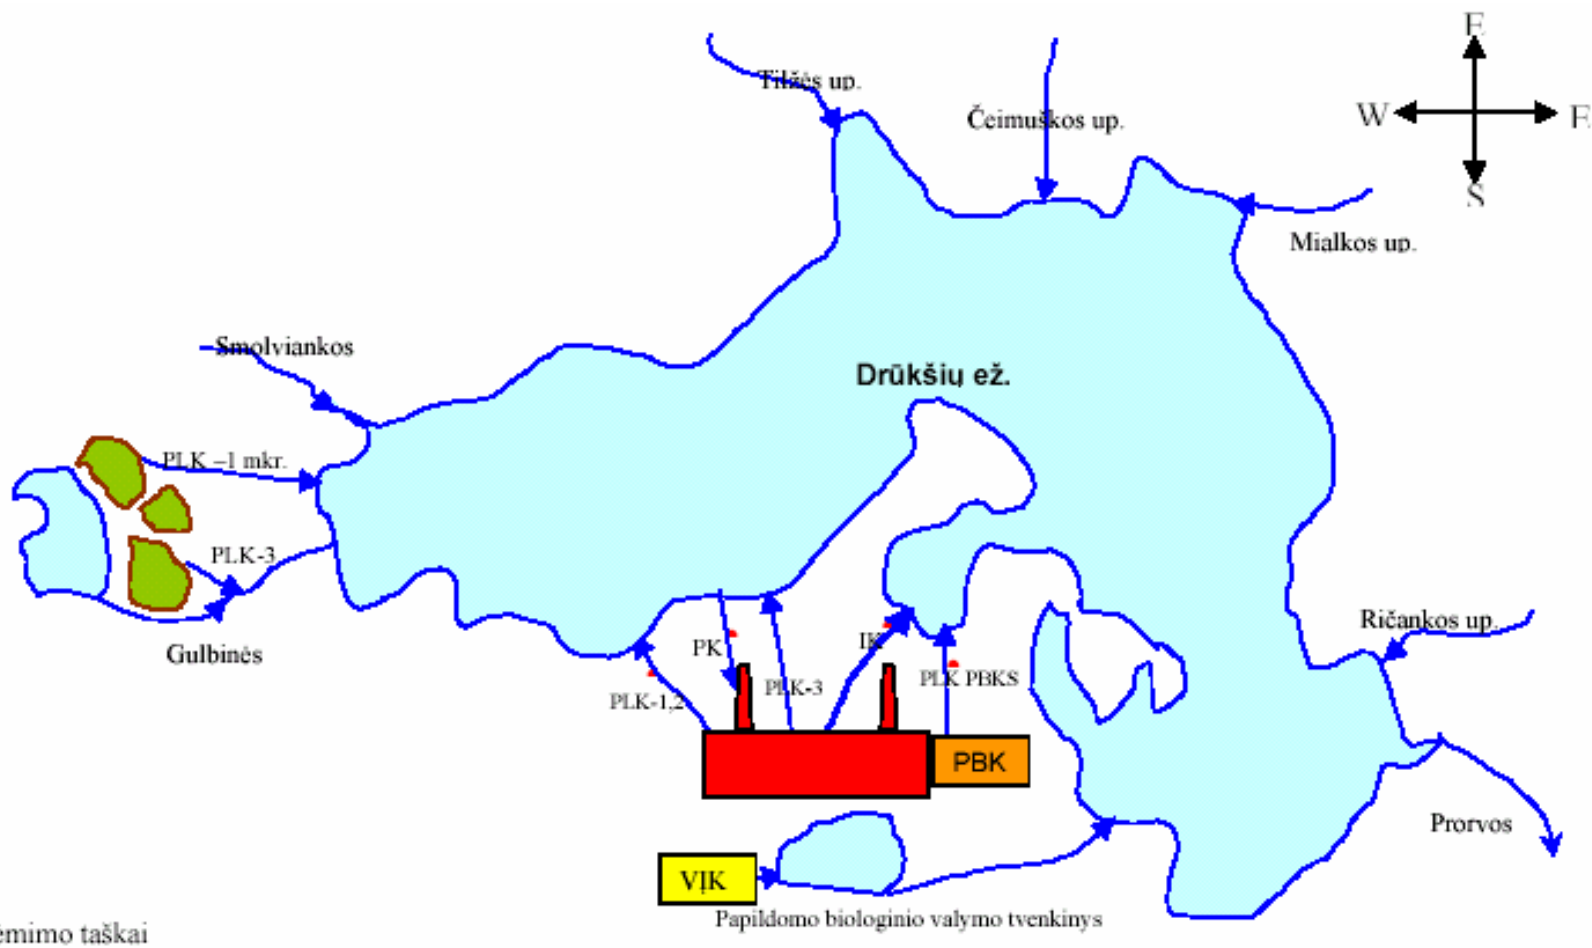 E
Tilžės up.
Čeimuškos up.
W
E
S
Mialkos up.
Smolviankos
Drūkšių ež.
PLK –1 mkr.
PLK-3
Gulbinės
Ričankos up.
PK
IK
PLK-1,2
PLK-3
PLK PBKS
PBK
Prorvos
VĮK
Papildomo biologinio valymo tvenkinys
ėmimo taškai